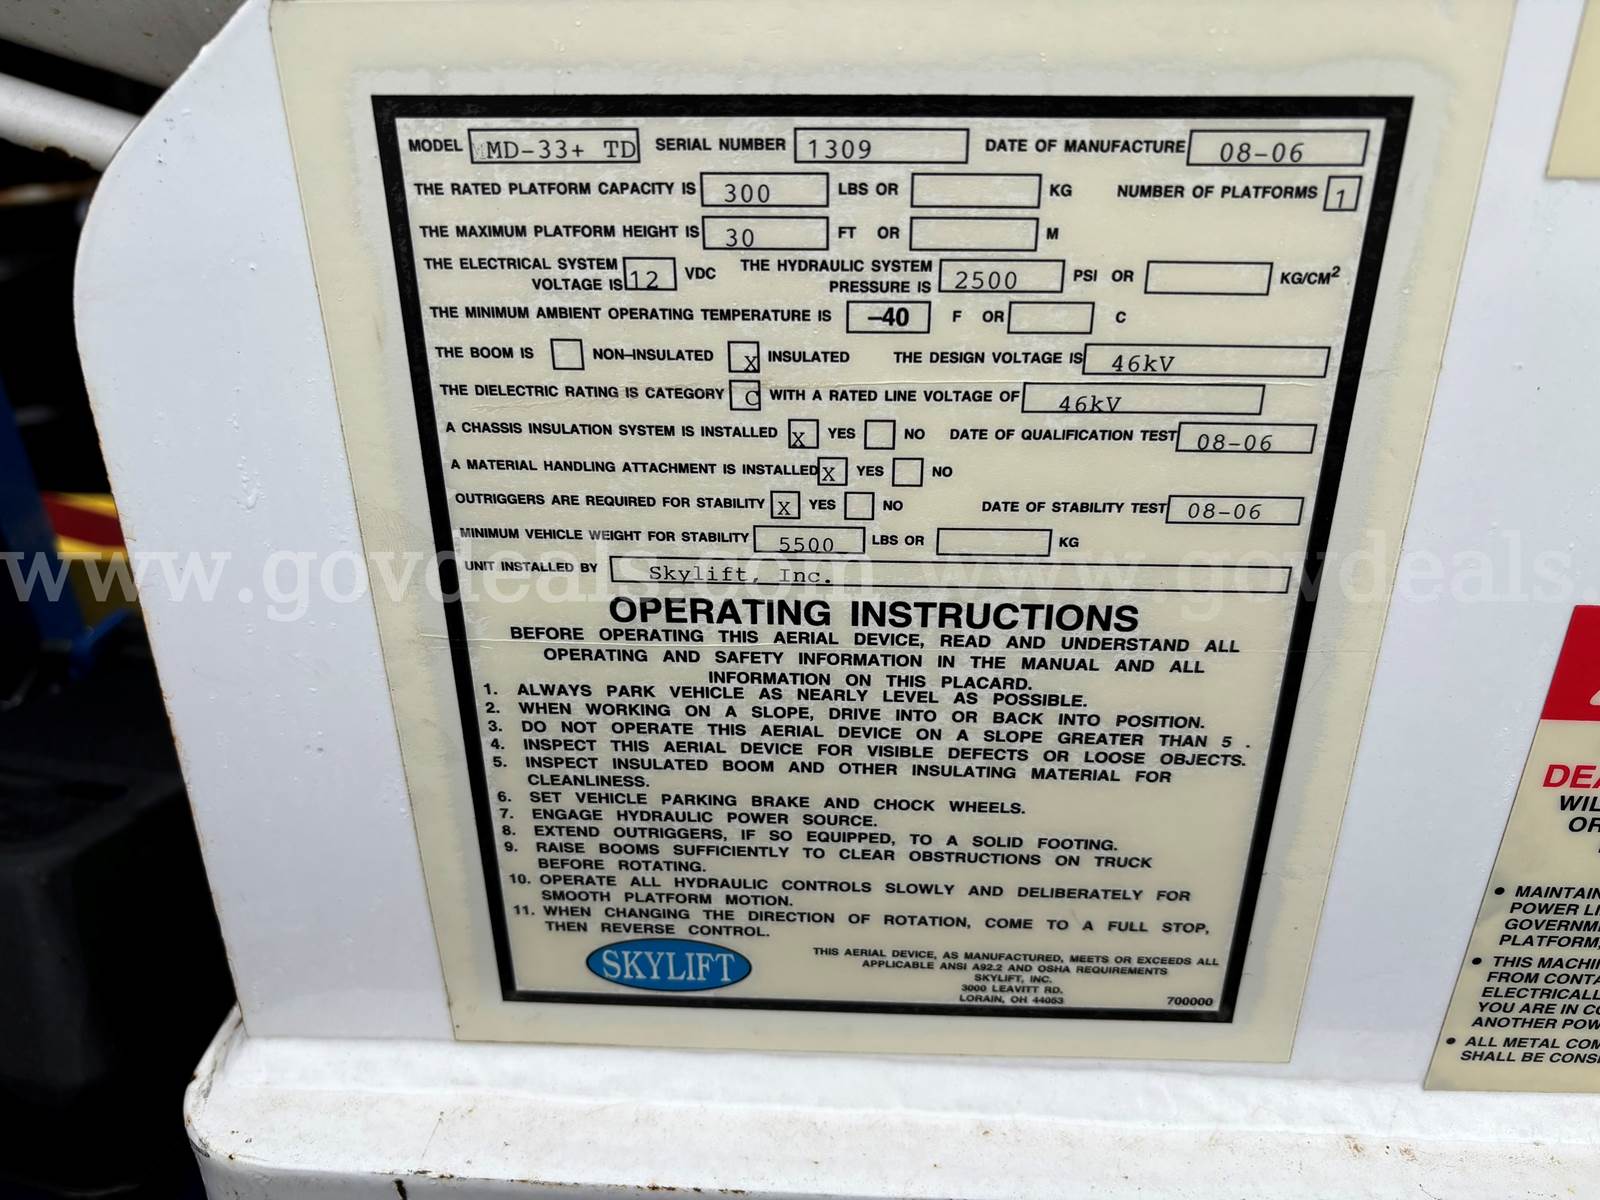 MODEL MMD-33+ TD SERIAL NUMBER 1309 DATE OF MANUFACTURE 08-06
THE RATED PLATFORM CAPACITY IS 300 LBS OR KG NUMBER OF PLATFORMS 1
THE MAXIMUM PLATFORM HEIGHT IS 30 FT OR M
THE ELECTRICAL SYSTEM VOLTAGE IS 12 VDC THE HYDRAULIC SYSTEM PRESSURE IS 2500 PSI OR KG/CM²
THE MINIMUM AMBIENT OPERATING TEMPERATURE IS -40 F OR C
THE BOOM IS NON-INSULATED X INSULATED THE DESIGN VOLTAGE IS 46kV
THE DIELECTRIC RATING IS CATEGORY C WITH A RATED LINE VOLTAGE OF 46kV
A CHASSIS INSULATION SYSTEM IS INSTALLED X YES NO DATE OF QUALIFICATION TEST 08-06
A MATERIAL HANDLING ATTACHMENT IS INSTALLED X YES NO
OUTRIGGERS ARE REQUIRED FOR STABILITY X YES NO DATE OF STABILITY TEST 08-06
MINIMUM VEHICLE WEIGHT FOR STABILITY 5500 LBS OR KG
UNIT INSTALLED BY Skylift, Inc.
www.govdeals.com www.govdeals.
OPERATING INSTRUCTIONS
BEFORE OPERATING THIS AERIAL DEVICE, READ AND UNDERSTAND ALL
OPERATING AND SAFETY INFORMATION IN THE MANUAL AND ALL
INFORMATION ON THIS PLACARD.
1. ALWAYS PARK VEHICLE AS NEARLY LEVEL AS POSSIBLE.
2. WHEN WORKING ON A SLOPE, DRIVE INTO OR BACK INTO POSITION.
3. DO NOT OPERATE THIS AERIAL DEVICE ON A SLOPE GREATER THAN 5 .
4. INSPECT THIS AERIAL DEVICE FOR VISIBLE DEFECTS OR LOOSE OBJECTS.
5. INSPECT INSULATED BOOM AND OTHER INSULATING MATERIAL FOR
CLEANLINESS.
6. SET VEHICLE PARKING BRAKE AND CHOCK WHEELS.
7. ENGAGE HYDRAULIC POWER SOURCE.
8. EXTEND OUTRIGGERS, IF SO EQUIPPED, TO A SOLID FOOTING.
9. RAISE BOOMS SUFFICIENTLY TO CLEAR OBSTRUCTIONS ON TRUCK
BEFORE ROTATING.
10. OPERATE ALL HYDRAULIC CONTROLS SLOWLY AND DELIBERATELY FOR
SMOOTH PLATFORM MOTION.
11. WHEN CHANGING THE DIRECTION OF ROTATION, COME TO A FULL STOP,
THEN REVERSE CONTROL.
SKYLIFT
THIS AERIAL DEVICE, AS MANUFACTURED, MEETS OR EXCEEDS ALL
APPLICABLE ANSI A92.2 AND OSHA REQUIREMENTS
SKYLIFT, INC.
3000 LEAVITT RD.
LORAIN, OH 44053 700000
DEA
WIL
OR
• MAINTAIN
POWER LI
GOVERNM
PLATFORM,
• THIS MACHI
FROM CONTA
ELECTRICALL
YOU ARE IN CO
ANOTHER POW
• ALL METAL COM
SHALL BE CONS